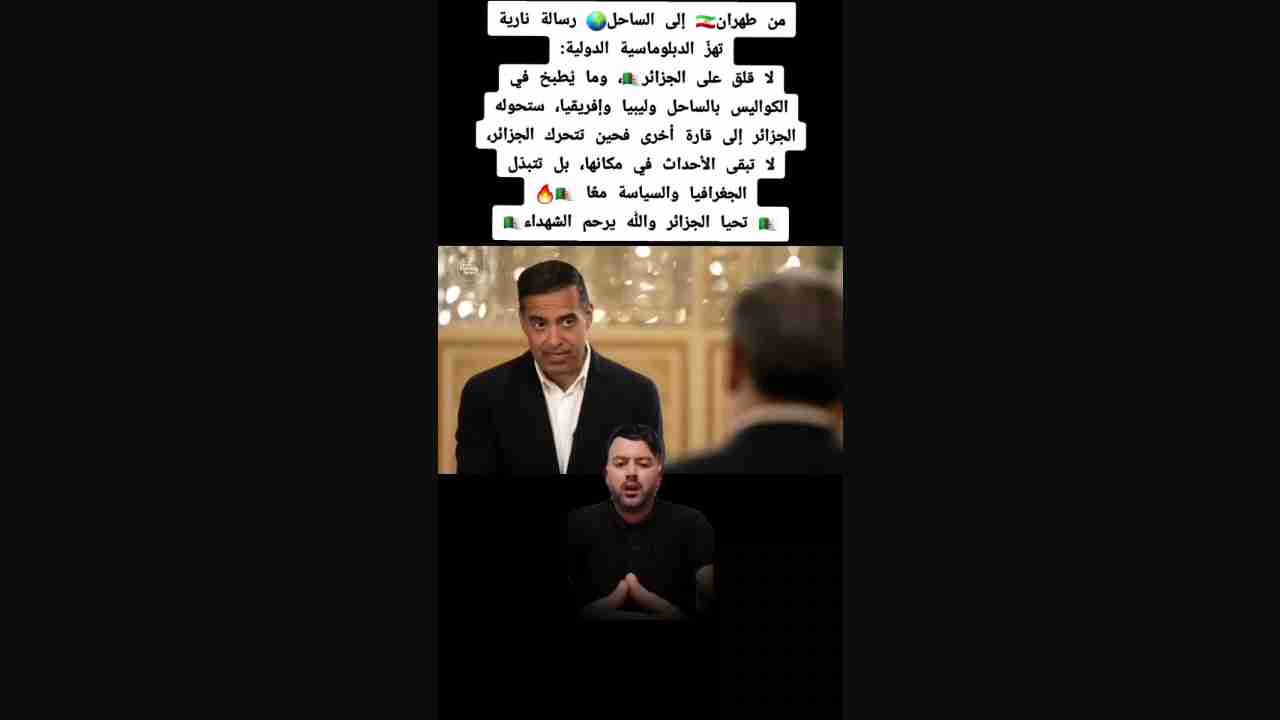 من طهران🇮🇷 إلى الساحل🌍 رسالة نارية
تهزّ الدبلوماسية الدولية:
لا قلق على الجزائر🇩🇿، وما يُطبخ في
الكواليس بالساحل وليبيا وإفريقيا، ستحوله
الجزائر إلى قارة أخرى فحين تتحرك الجزائر،
لا تبقى الأحداث في مكانها، بل تتبدّل
الجغرافيا والسياسة معًا 🇩🇿🔥
🇩🇿 تحيا الجزائر والله يرحم الشهداء🇩🇿